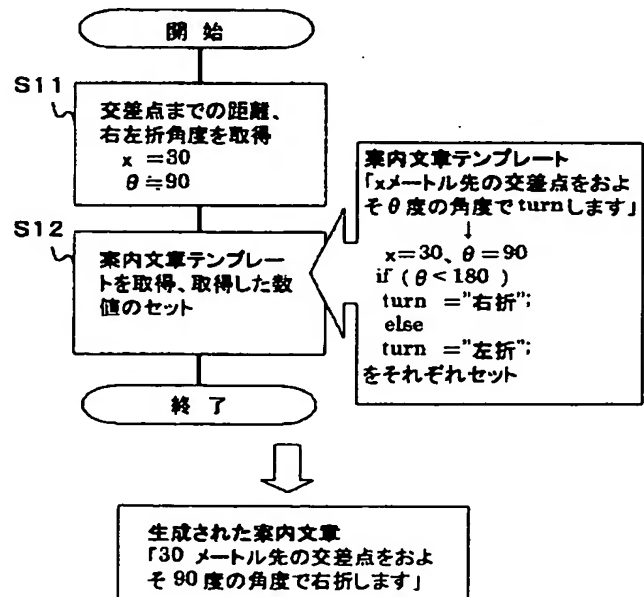 開 始
S11
交差点までの距離、
右左折角度を取得
x =30
θ≒90
S12
案内文章テンプレー
トを取得、取得した数
値のセット
案内文章テンプレート
「xメートル先の交差点をおよ
そθ度の角度でturnします」
↓
x=30、θ=90
if ( θ < 180 )
turn ="右折";
else
turn ="左折";
をそれぞれセット
終 了
生成された案内文章
「30 メートル先の交差点をおよ
そ 90 度の角度で右折します」